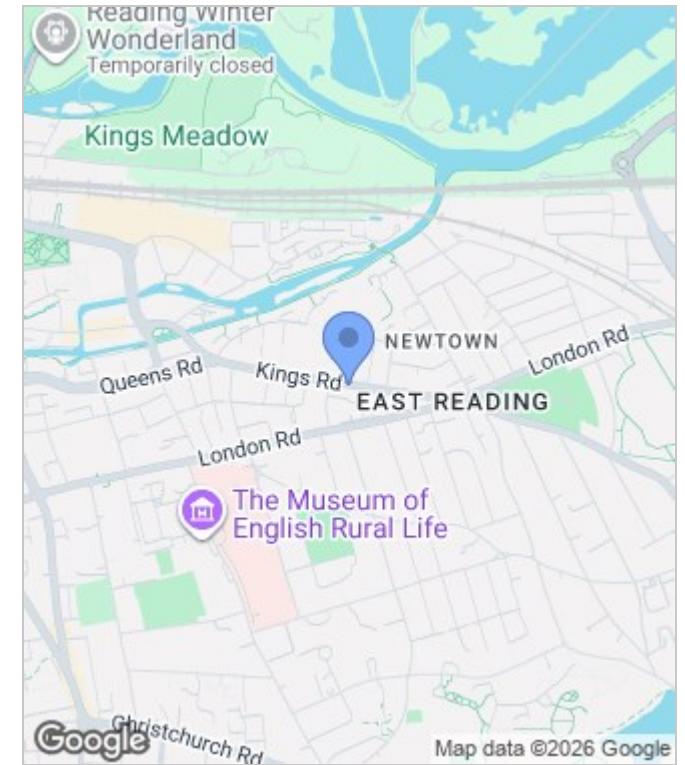 Reading Winter
Wonderland
Temporarily closed
Kings Meadow
NEWTOWN
London Rd
Queens Rd
Kings Rd
EAST READING
London Rd
The Museum of
English Rural Life
Christchurch Rd
Google
Map data ©2026 Google